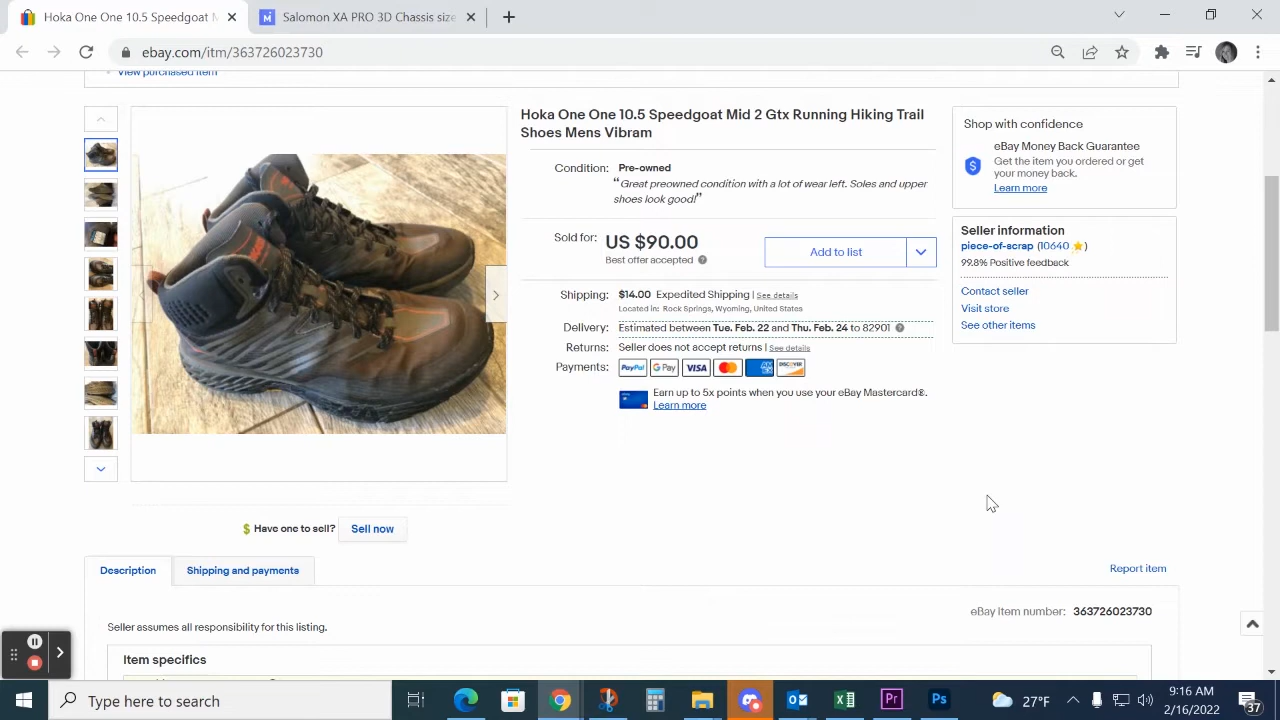 Hoka One One 10.5 Speedgoat M
Salomon XA PRO 3D Chassis size
ebay.com/itm/363726023730
View purchased item
Hoka One One 10.5 Speedgoat Mid 2 Gtx Running Hiking Trail
Shoes Mens Vibram
Condition: Pre-owned
“Great preowned condition with a lot of wear left. Soles and upper
shoes look good!”
Sold for: US $90.00
Best offer accepted
Add to list
Shipping: $14.00 Expedited Shipping | See details
Located in: Rock Springs, Wyoming, United States
Delivery: Estimated between Tue. Feb. 22 and Thu. Feb. 24 to 82901
Returns: Seller does not accept returns | See details
Payments: PayPal G Pay VISA DISCOVER
Earn up to 5x points when you use your eBay Mastercard®.
Learn more
Shop with confidence
eBay Money Back Guarantee
Get the item you ordered or get
your money back.
Learn more
Seller information
piece-of-scrap (10640)
99.8% Positive feedback
Contact seller
Visit store
See other items
Have one to sell? Sell now
Description
Shipping and payments
Report item
eBay item number: 363726023730
Seller assumes all responsibility for this listing.
Item specifics
Type here to search
27°F
9:16 AM
2/16/2022
37